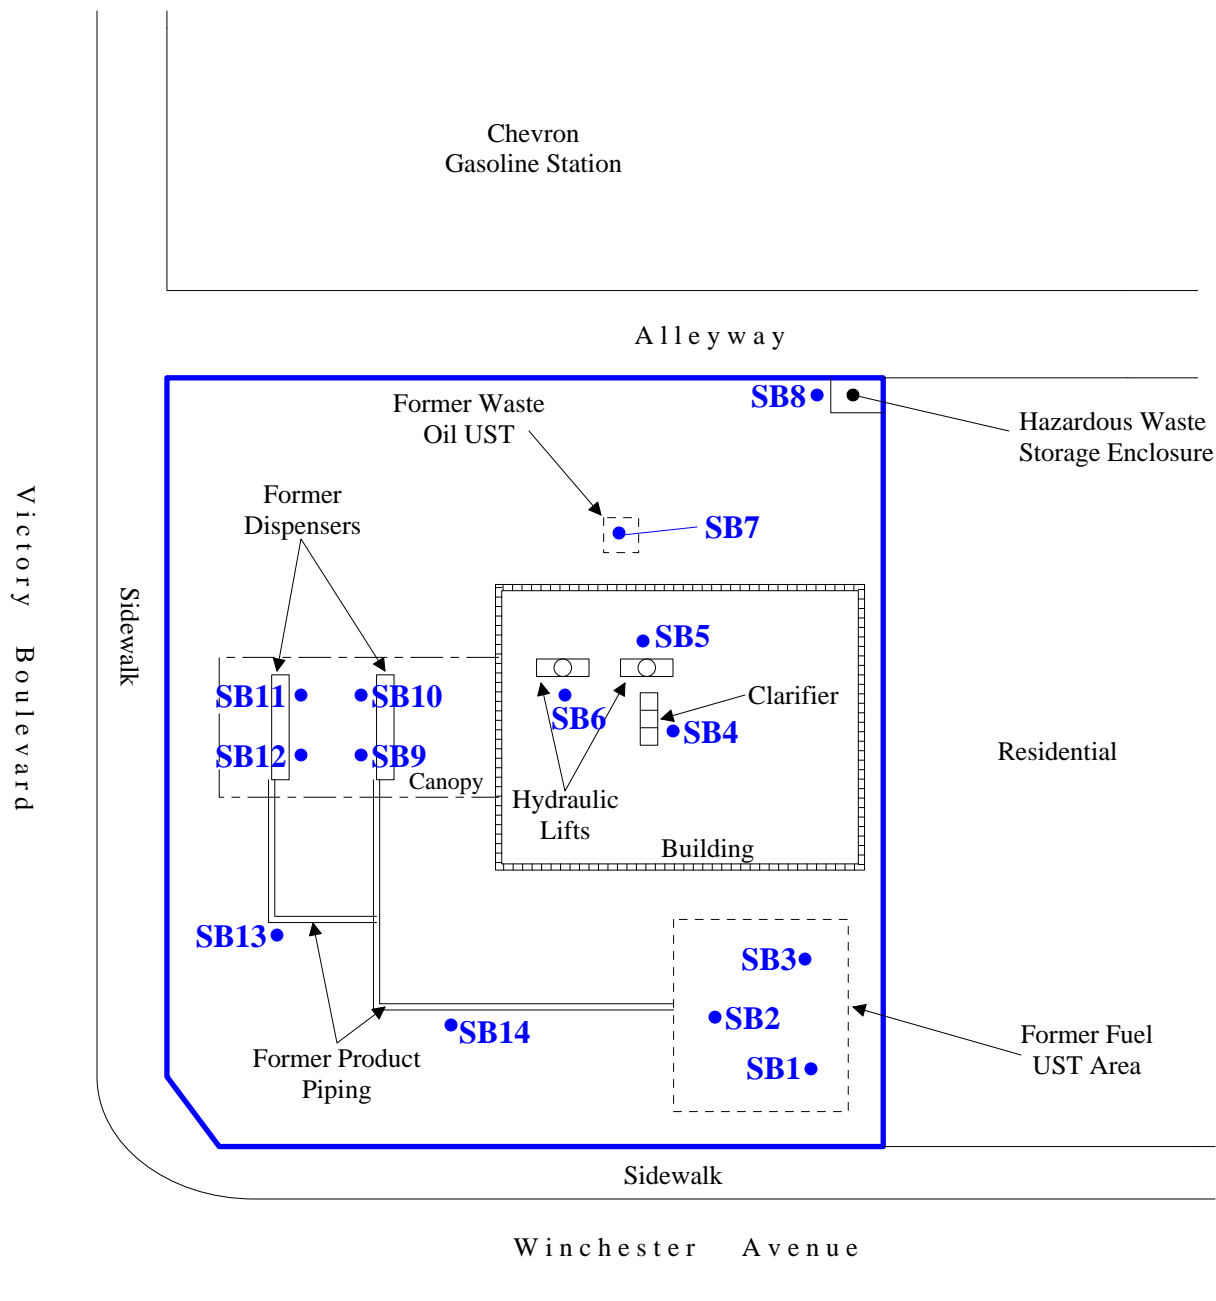 Chevron
Gasoline Station
Alleyway
SB8
Former Waste
Oil UST
Hazardous Waste
Storage Enclosure
Former
Dispensers
SB7
Victory Boulevard
Sidewalk
SB5
SB11
SB10
SB6
Clarifier
SB4
SB12
SB9
Canopy
Residential
Hydraulic
Lifts
Building
SB13
SB3
SB2
SB14
Former Product
Piping
SB1
Former Fuel
UST Area
Sidewalk
Winchester Avenue